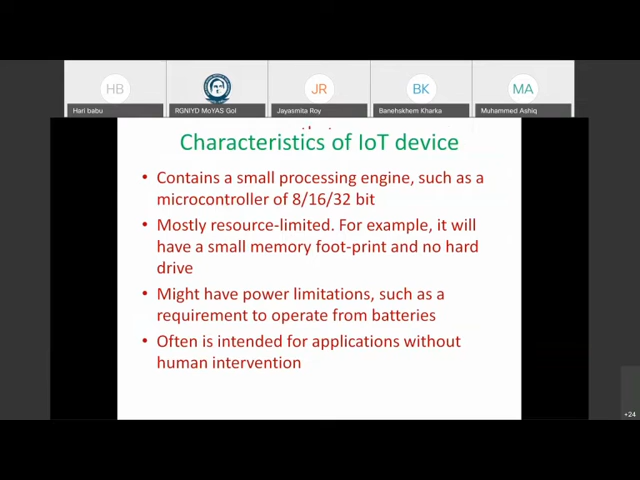 HB
JR
BK
MA
Hari babu
RGNIYD MoYAS GoI
Jayasmita Roy
Banehskhem Kharka
Muhammed Ashiq
Characteristics of IoT device
• Contains a small processing engine, such as a
microcontroller of 8/16/32 bit
• Mostly resource-limited. For example, it will
have a small memory foot-print and no hard
drive
• Might have power limitations, such as a
requirement to operate from batteries
• Often is intended for applications without
human intervention
+24